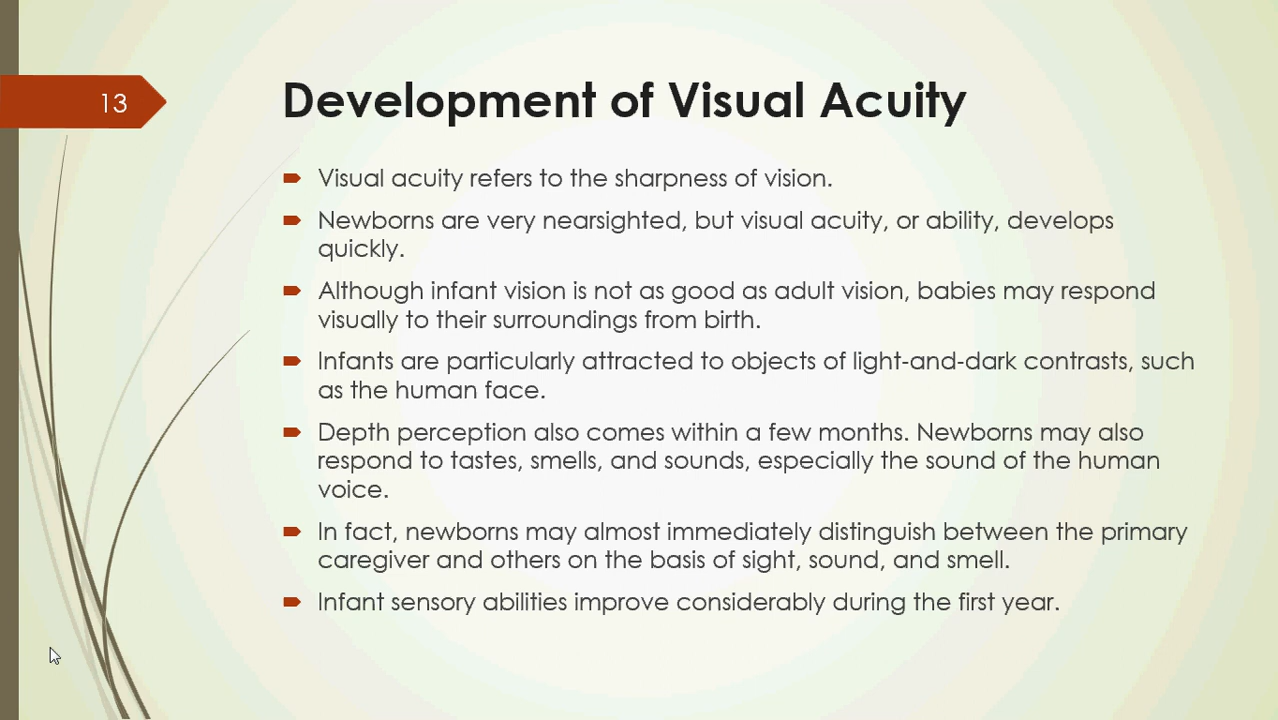 13
Development of Visual Acuity
Visual acuity refers to the sharpness of vision.
Newborns are very nearsighted, but visual acuity, or ability, develops
quickly.
Although infant vision is not as good as adult vision, babies may respond
visually to their surroundings from birth.
Infants are particularly attracted to objects of light-and-dark contrasts, such
as the human face.
Depth perception also comes within a few months. Newborns may also
respond to tastes, smells, and sounds, especially the sound of the human
voice.
In fact, newborns may almost immediately distinguish between the primary
caregiver and others on the basis of sight, sound, and smell.
Infant sensory abilities improve considerably during the first year.